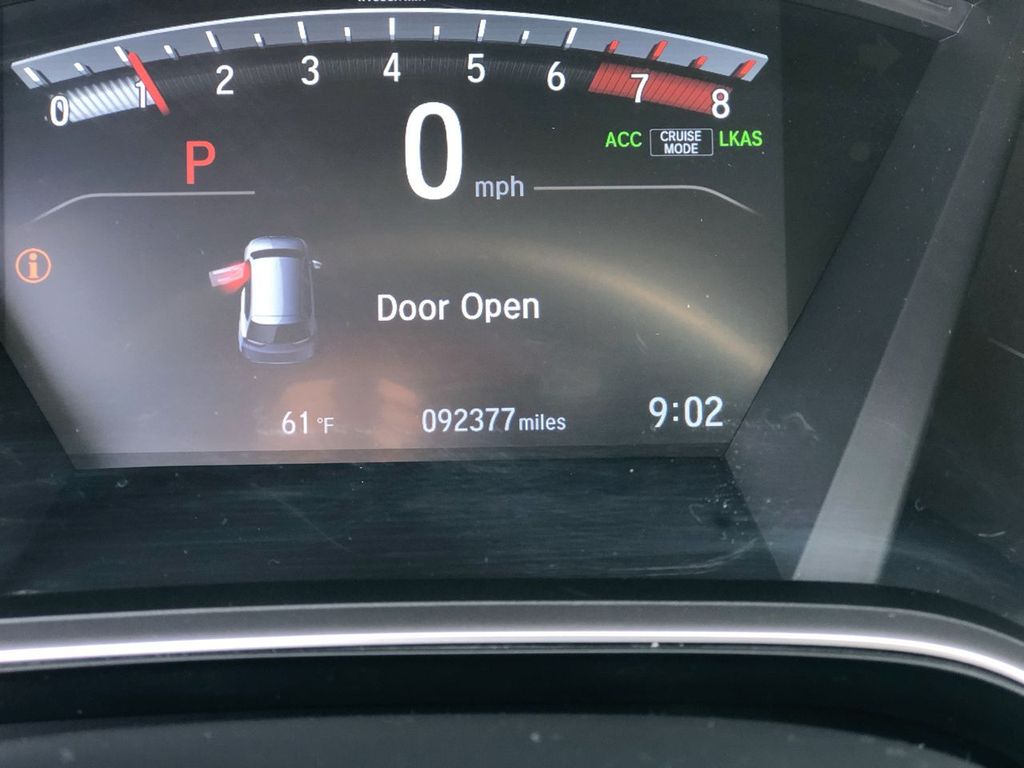 0 1 2 3 4 5 6 7 8
P
0 mph
ACC CRUISE MODE LKAS
i
Door Open
61 °F
092377 miles
9:02